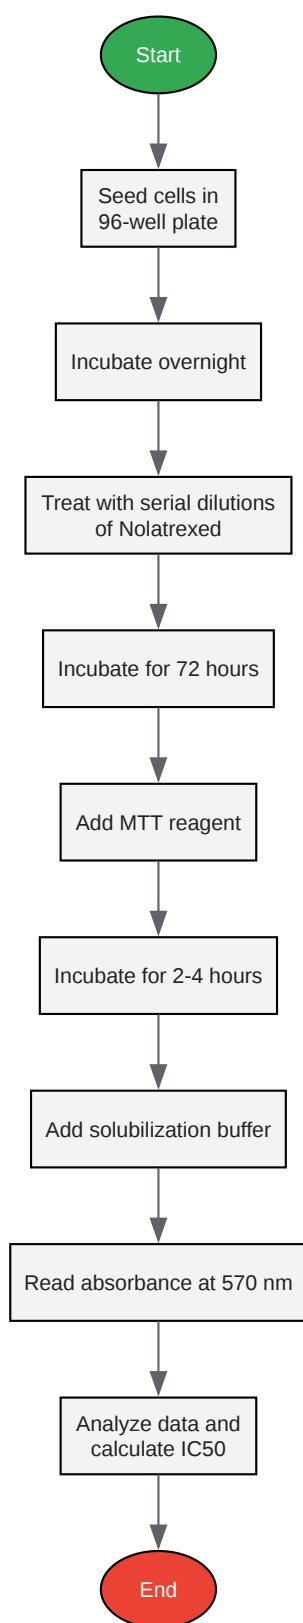 Start
Seed cells in
96-well plate
Incubate overnight
Treat with serial dilutions
of Nolatrexed
Incubate for 72 hours
Add MTT reagent
Incubate for 2-4 hours
Add solubilization buffer
Read absorbance at 570 nm
Analyze data and
calculate IC50
End